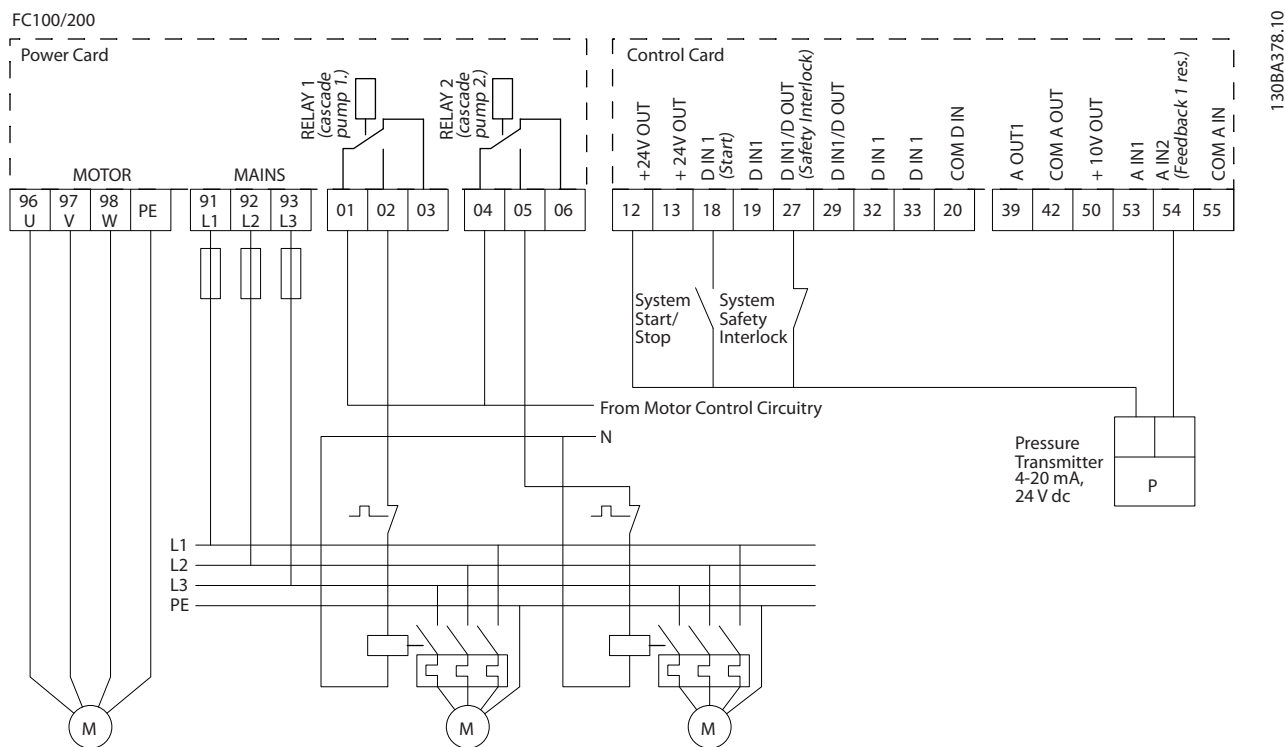 FC100/200
130BA378.10
Power Card
Control Card
RELAY 1
(cascade
pump 1.)
RELAY 2
(cascade
pump 2.)
+24V OUT
+ 24V OUT
D IN 1
(Start)
D IN1
D IN1/D OUT
(Safety Interlock)
D IN1/D OUT
D IN 1
D IN 1
COM D IN
A OUT1
COM A OUT
+ 10V OUT
A IN1
A IN2
(Feedback 1 res.)
COM A IN
MOTOR
MAINS
96
U
97
V
98
W
PE
91
L1
92
L2
93
L3
01
02
03
04
05
06
12
13
18
19
27
29
32
33
20
39
42
50
53
54
55
System
Start/
Stop
System
Safety
Interlock
From Motor Control Circuitry
N
Pressure
Transmitter
4-20 mA,
24 V dc
P
L1
L2
L3
PE
M
M
M